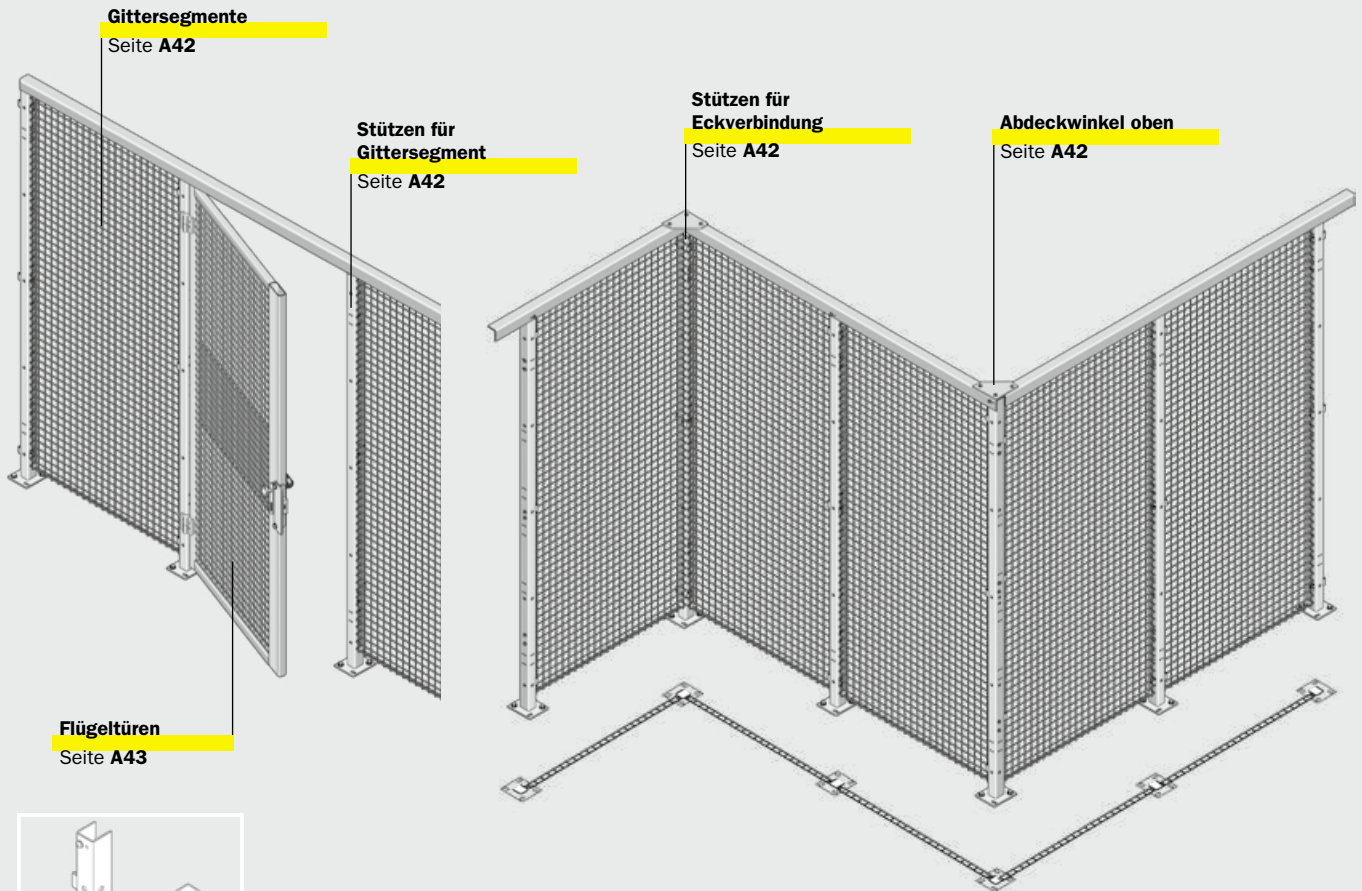 Gittersegmente
Seite A42
Stützen für
Gittersegment
Seite A42
Stützen für
Eckverbindung
Seite A42
Abdeckwinkel oben
Seite A42
Flügeltüren
Seite A43